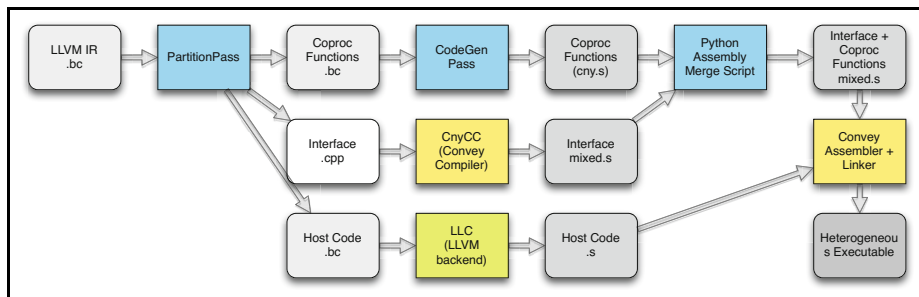 LLVM IR
.bc
PartitionPass
Coproc
Functions
.bc
CodeGen
Pass
Coproc
Functions
(cny.s)
Python
Assembly
Merge Script
Interface +
Coproc
Functions
mixed.s
Interface
.cpp
CnyCC
(Convey
Compiler)
Interface
mixed.s
Convey
Assembler +
Linker
Host Code
.bc
LLC
(LLVM
backend)
Host Code
.s
Heterogeneou
s Executable